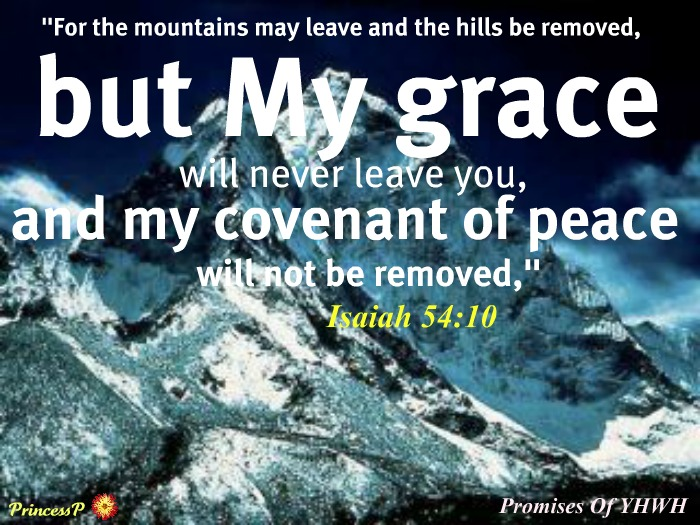 "For the mountains may leave and the hills be removed,
but My grace
will never leave you,
and my covenant of peace
will not be removed,"
Isaiah 54:10
PrincessP
Promises Of YHWH